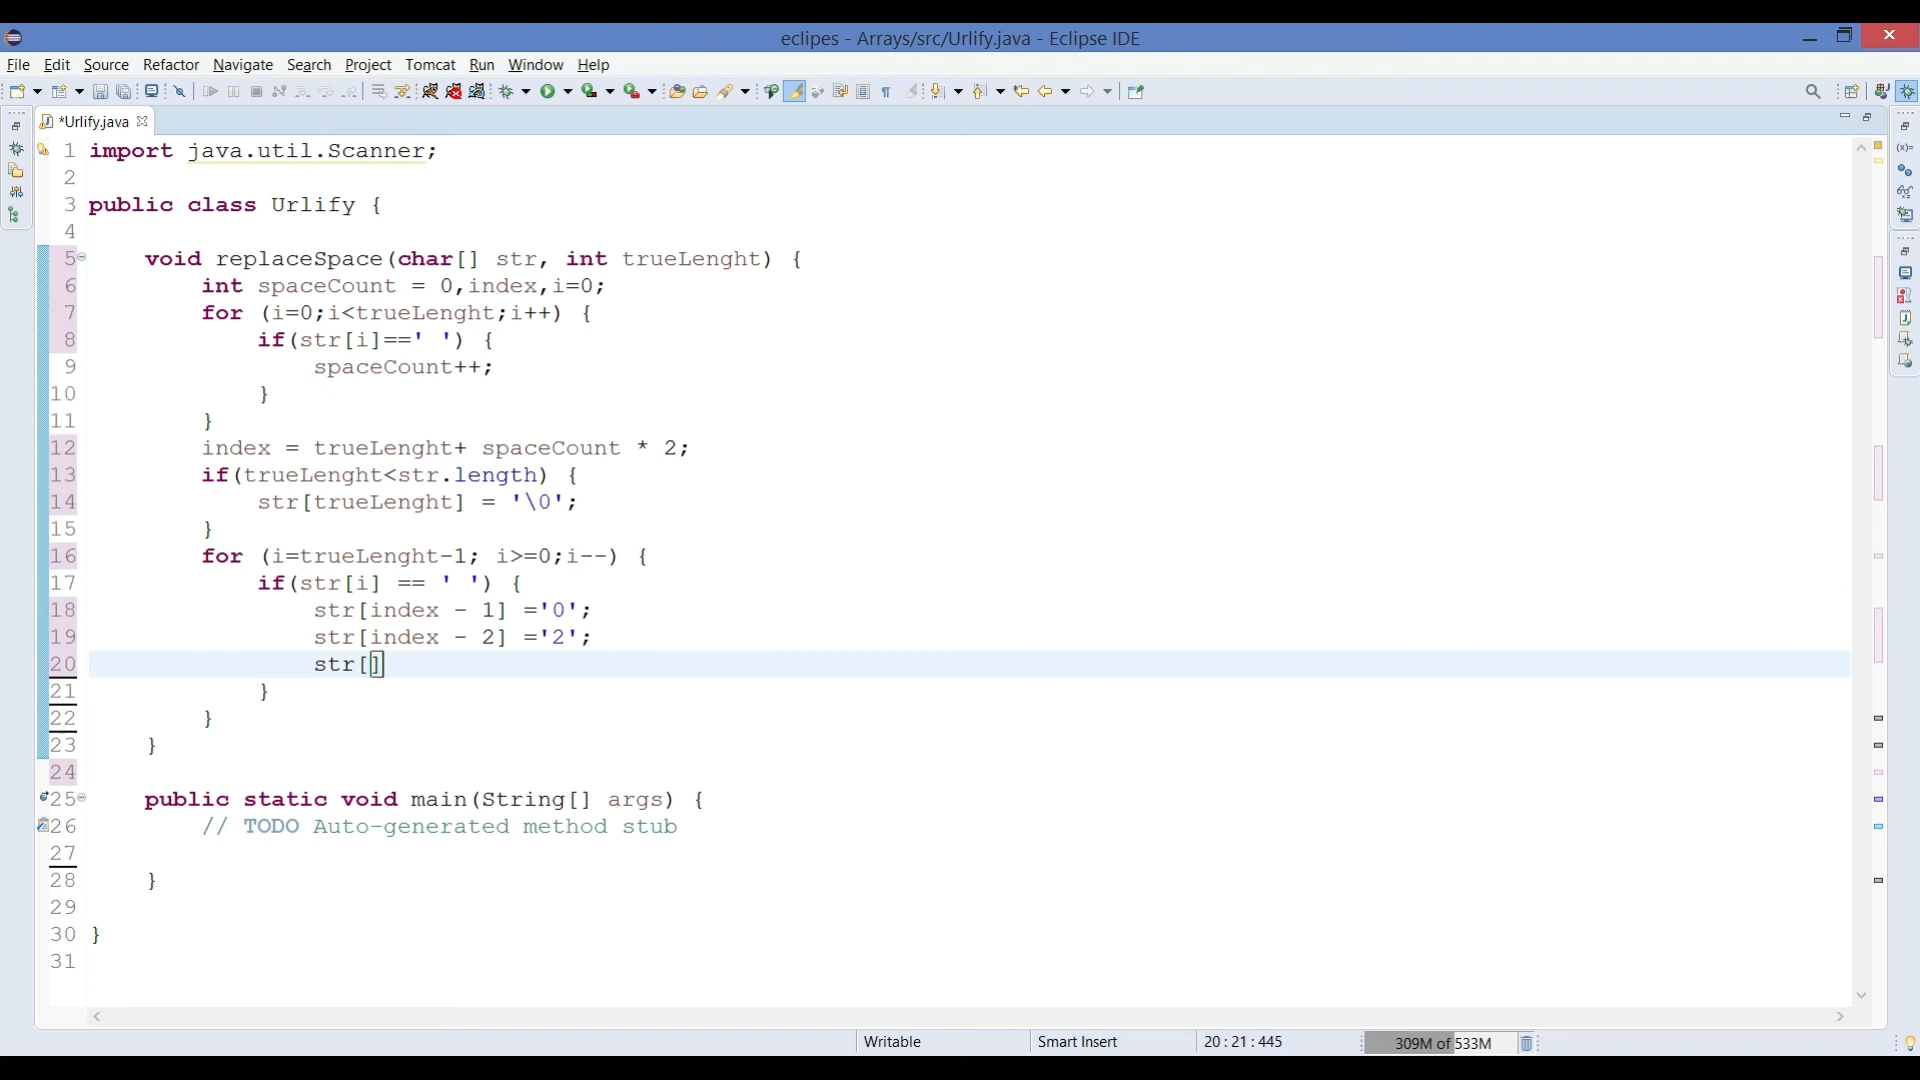 eclipes - Arrays/src/Urlify.java - Eclipse IDE
File Edit Source Refactor Navigate Search Project Tomcat Run Window Help
*Urlify.java
1 import java.util.Scanner;
2
3 public class Urlify {
4
5 void replaceSpace(char[] str, int trueLenght) {
6 int spaceCount = 0,index,i=0;
7 for (i=0;i<trueLenght;i++) {
8 if(str[i]==' ') {
9 spaceCount++;
10 }
11 }
12 index = trueLenght+ spaceCount * 2;
13 if(trueLenght<str.length) {
14 str[trueLenght] = '\0';
15 }
16 for (i=trueLenght-1; i>=0;i--) {
17 if(str[i] == ' ') {
18 str[index - 1] ='0';
19 str[index - 2] ='2';
20 str[]
21 }
22 }
23 }
24
25 public static void main(String[] args) {
26 // TODO Auto-generated method stub
27
28 }
29
30 }
31
Writable Smart Insert 20 : 21 : 445 309M of 533M